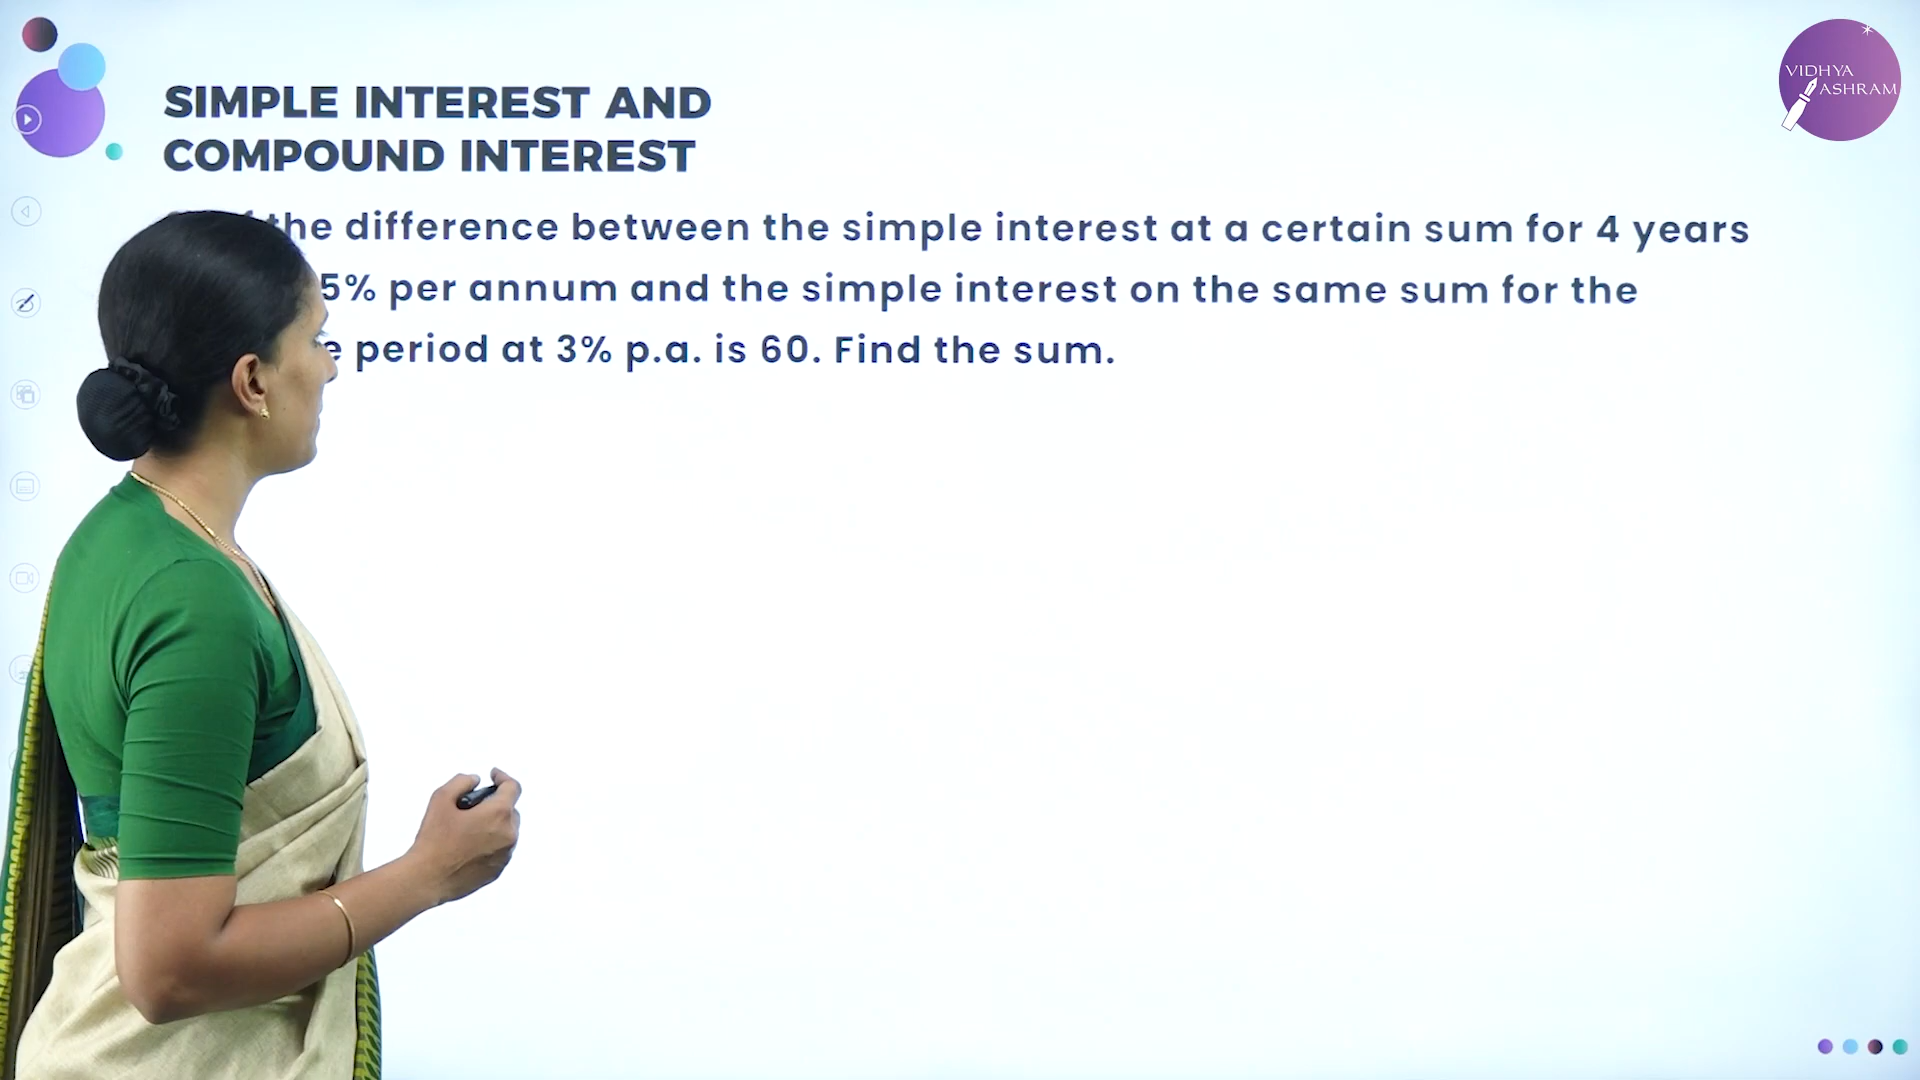 VIDHYA
ASHRAM
SIMPLE INTEREST AND
COMPOUND INTEREST
the difference between the simple interest at a certain sum for 4 years
5% per annum and the simple interest on the same sum for the
period at 3% p.a. is 60. Find the sum.